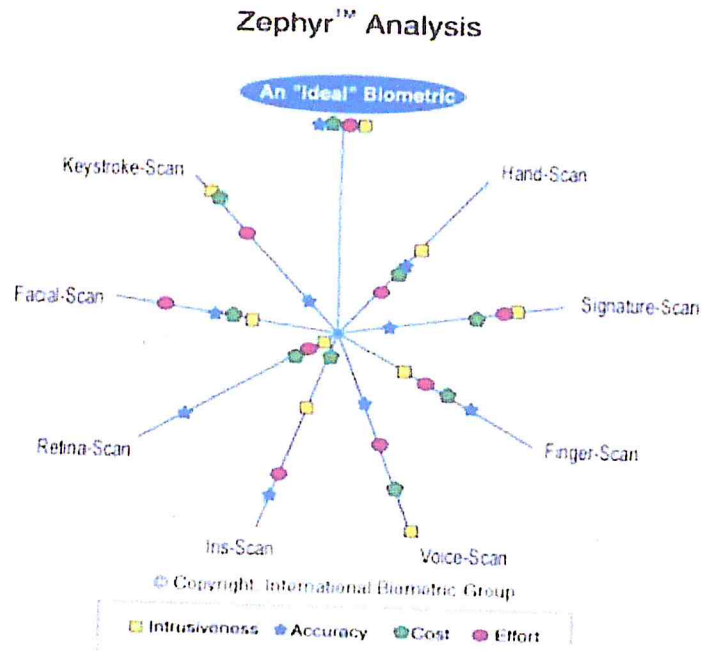 Zephyr™ Analysis
An "Ideal" Biometric
Keystroke-Scan
Hand-Scan
Facial-Scan
Signature-Scan
Retina-Scan
Finger-Scan
Iris-Scan
Voice-Scan
© Copyright, International Biometric Group
Intrusiveness Accuracy Cost Effort